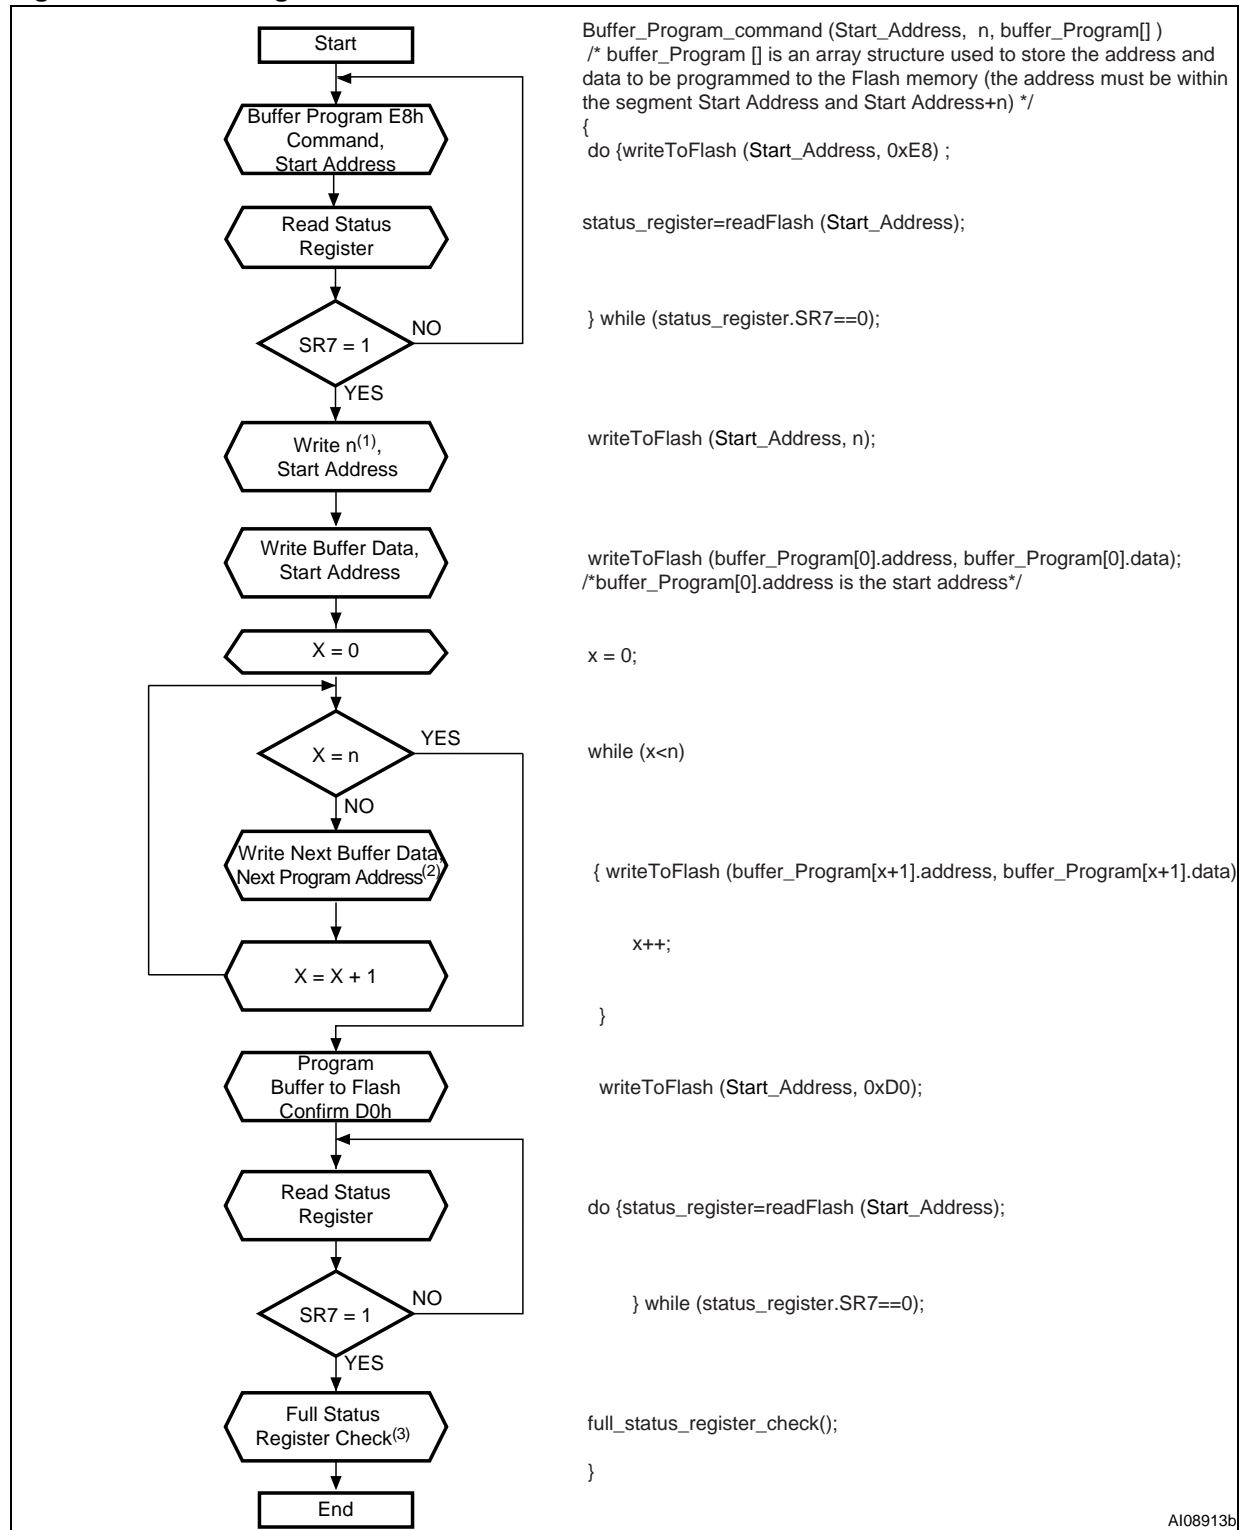 Start
Buffer Program E8h
Command,
Start Address
Read Status
Register
SR7 = 1
NO
YES
Write n(1),
Start Address
Write Buffer Data,
Start Address
X = 0
X = n
YES
NO
Write Next Buffer Data,
Next Program Address(2)
X = X + 1
Program
Buffer to Flash
Confirm D0h
Read Status
Register
SR7 = 1
NO
YES
Full Status
Register Check(3)
End
Buffer_Program_command (Start_Address, n, buffer_Program[] )
/* buffer_Program [] is an array structure used to store the address and
data to be programmed to the Flash memory (the address must be within
the segment Start Address and Start Address+n) */
{
do {writeToFlash (Start_Address, 0xE8) ;
status_register=readFlash (Start_Address);
} while (status_register.SR7==0);
writeToFlash (Start_Address, n);
writeToFlash (buffer_Program[0].address, buffer_Program[0].data);
/*buffer_Program[0].address is the start address*/
x = 0;
while (x<n)
{ writeToFlash (buffer_Program[x+1].address, buffer_Program[x+1].data)
x++;
}
writeToFlash (Start_Address, 0xD0);
do {status_register=readFlash (Start_Address);
} while (status_register.SR7==0);
full_status_register_check();
}
AI08913b